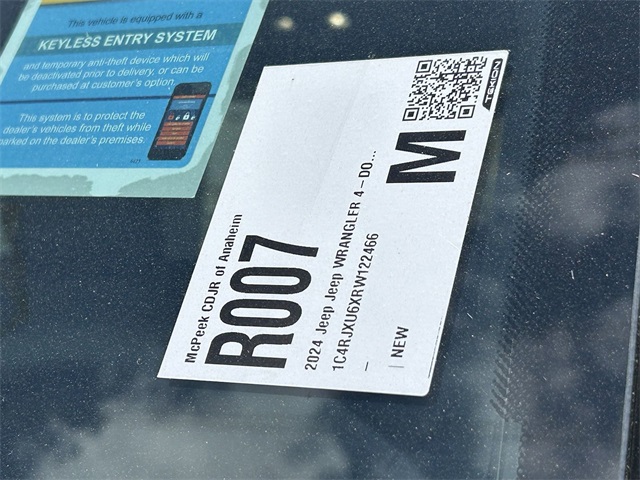 This vehicle is equipped with a
KEYLESS ENTRY SYSTEM
and temporary anti-theft device which will
be deactivated prior to delivery, or can be
purchased at customer's option.
This system is to protect the
dealer's vehicles from theft while
parked on the dealer's premises.
McPeek CDJR of Anaheim
R007
2024 Jeep Jeep WRANGLER 4-DO...
1C4RJXU6XRW122466
–
NEW
M
TEKION